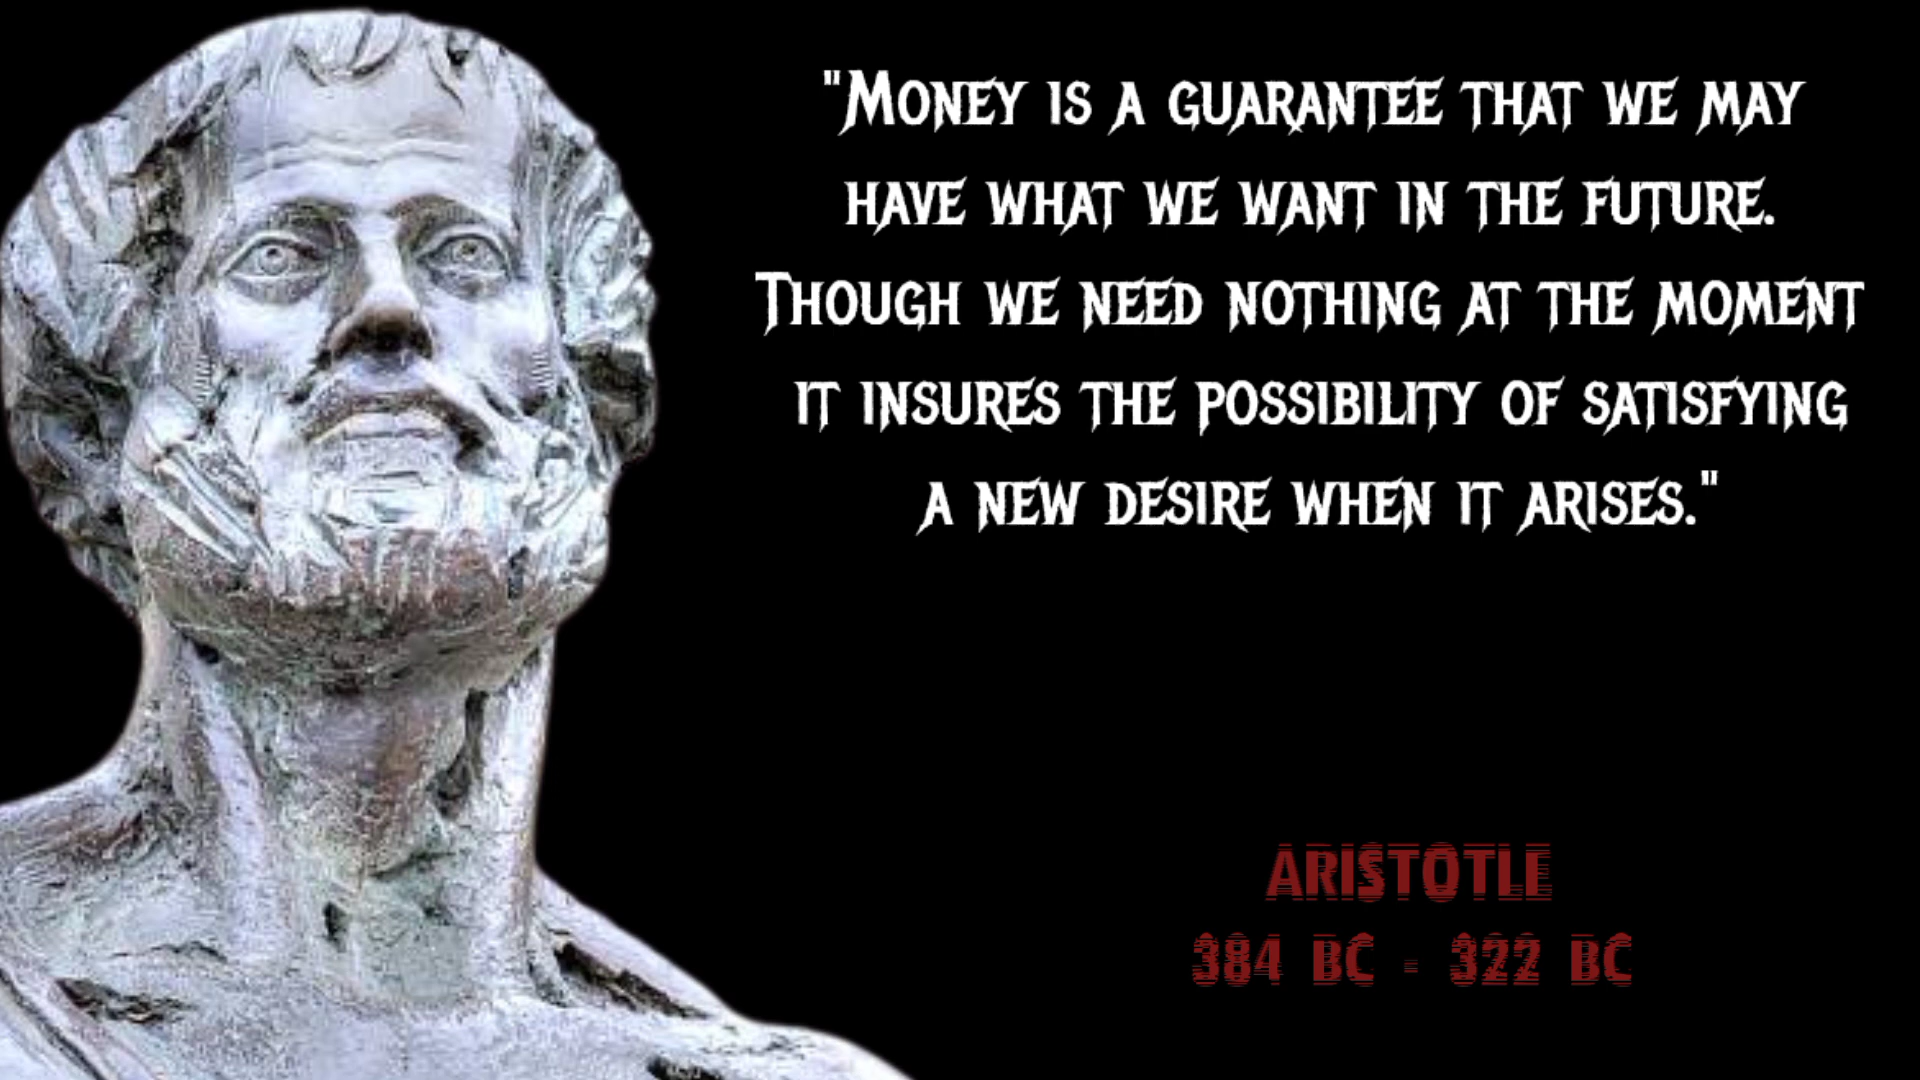 "Money is a guarantee that we may
have what we want in the future.
Though we need nothing at the moment
it insures the possibility of satisfying
a new desire when it arises."
ARISTOTLE
384 BC - 322 BC